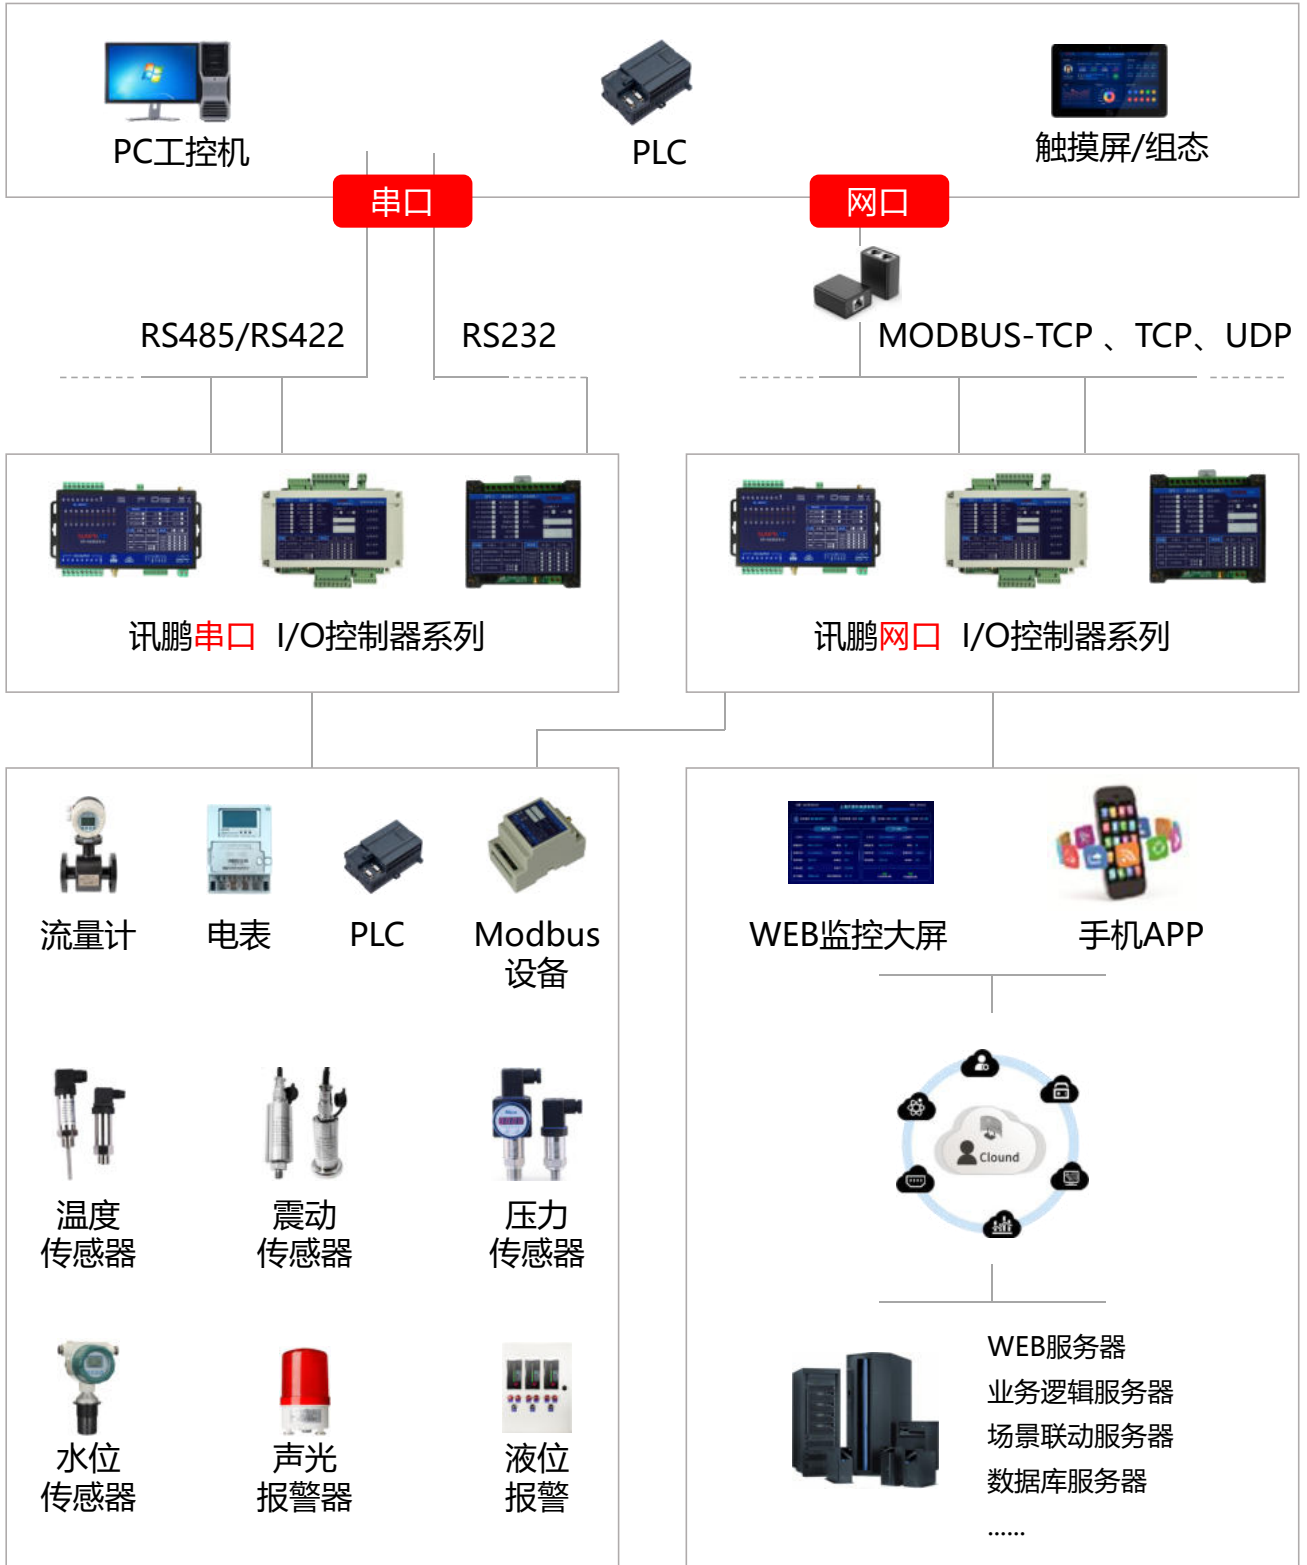 PC工控机
PLC
触摸屏/组态
串口
网口
RS485/RS422
RS232
MODBUS-TCP 、TCP、UDP
讯鹏串口 I/O控制器系列
讯鹏网口 I/O控制器系列
流量计
电表
PLC
Modbus
设备
WEB监控大屏
手机APP
温度
传感器
震动
传感器
压力
传感器
Clound
水位
传感器
声光
报警器
液位
报警
WEB服务器
业务逻辑服务器
场景联动服务器
数据库服务器
......